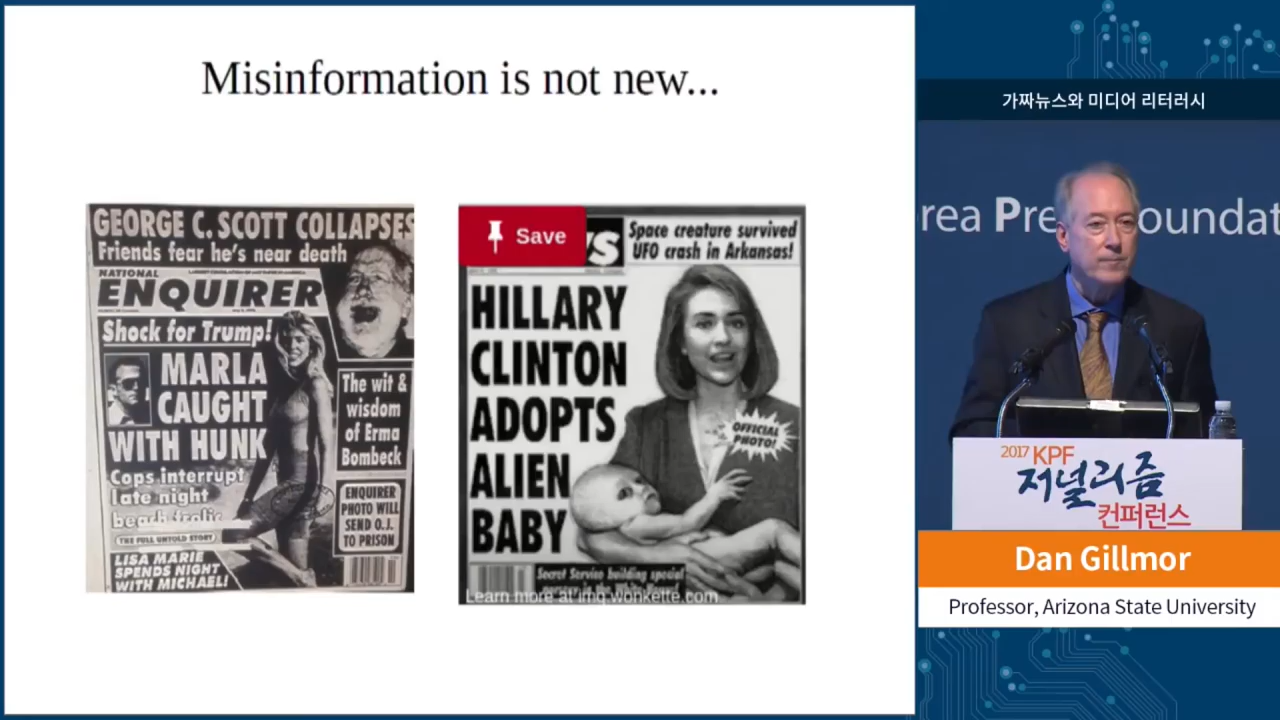 Misinformation is not new...
GEORGE C. SCOTT COLLAPSES
Friends fear he's near death
NATIONAL
ENQUIRER
Shock for Trump!
MARLA
CAUGHT
WITH HUNK
Cops interrupt
late night
beach frolic
THE FULL UNTOLD STORY
LISA MARIE
SPENDS NIGHT
WITH MICHAEL!
The wit &
wisdom
of Erma
Bombeck
ENQUIRER
PHOTO WILL
SEND O.J.
TO PRISON
Save
Space creature survived
UFO crash in Arkansas!
HILLARY
CLINTON
ADOPTS
ALIEN
BABY
OFFICIAL
PHOTO!
Secret Service building special
Learn more at img.wonkette.com
가짜뉴스와 미디어 리터러시
rea Pre oundat
2017 KPF
저널리즘
컨퍼런스
Dan Gillmor
Professor, Arizona State University